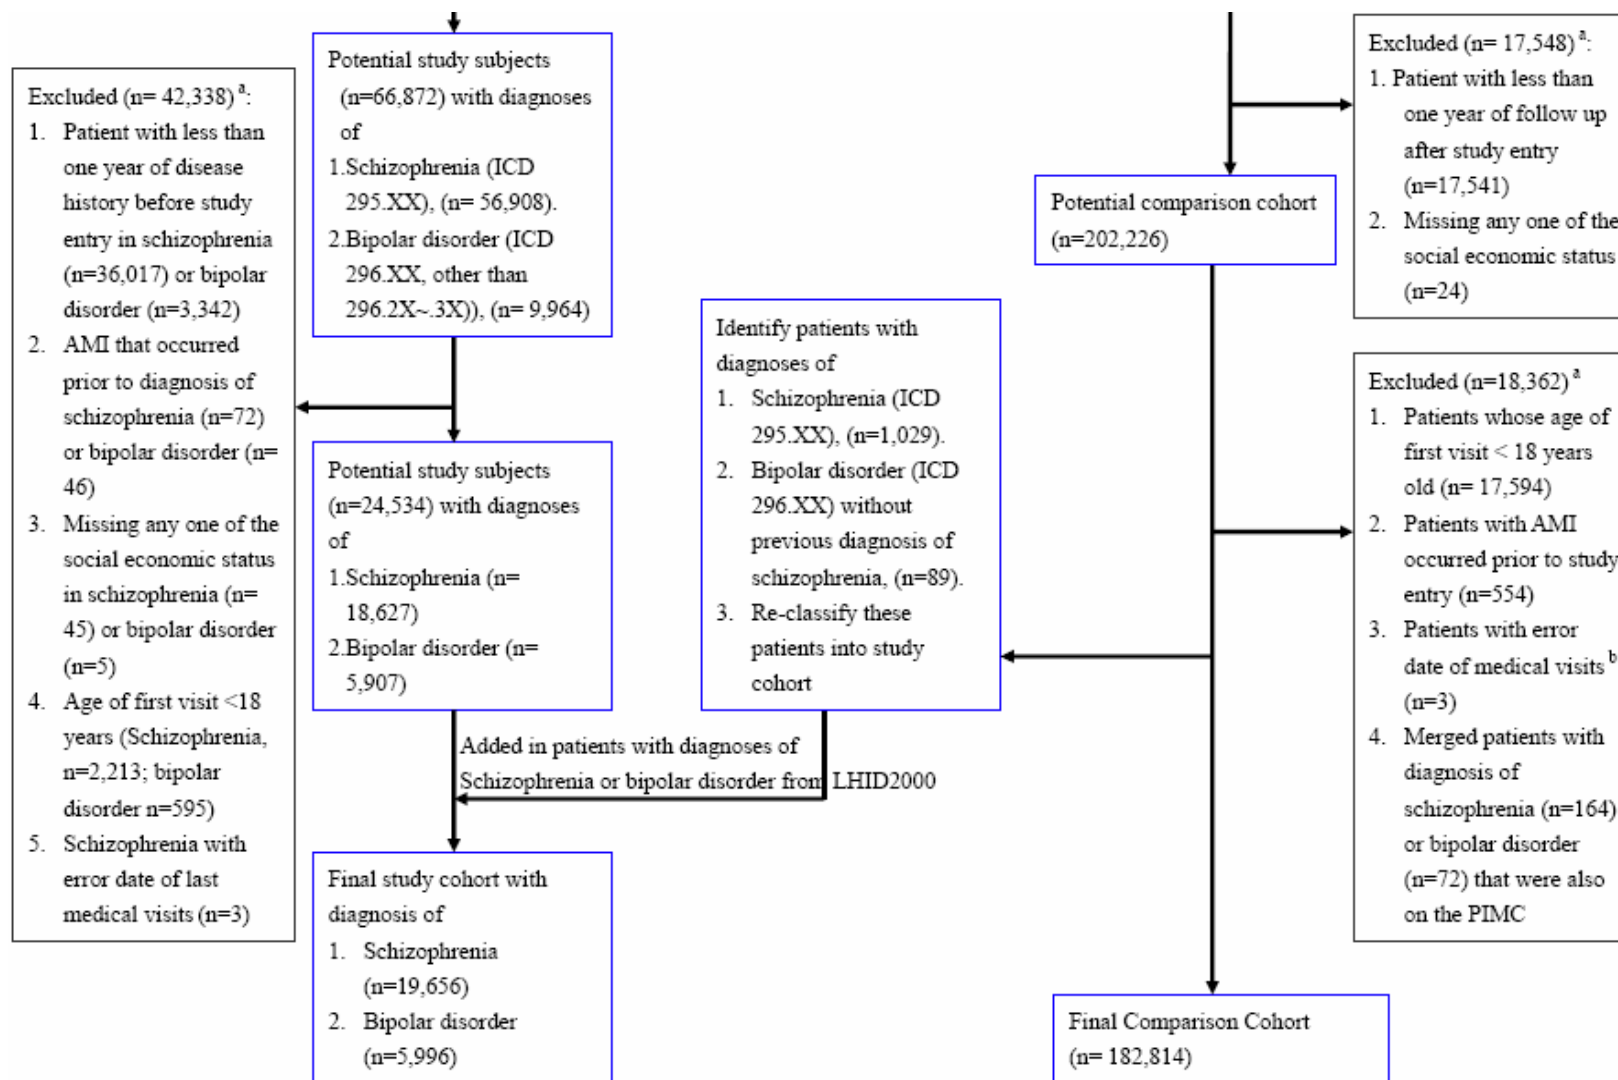 Excluded (n= 42,338) a:
1. Patient with less than
one year of disease
history before study
entry in schizophrenia
(n=36,017) or bipolar
disorder (n=3,342)
2. AMI that occurred
prior to diagnosis of
schizophrenia (n=72)
or bipolar disorder (n=
46)
3. Missing any one of the
social economic status
in schizophrenia (n=
45) or bipolar disorder
(n=5)
4. Age of first visit <18
years (Schizophrenia,
n=2,213; bipolar
disorder n=595)
5. Schizophrenia with
error date of last
medical visits (n=3)
Potential study subjects
(n=66,872) with diagnoses
of
1.Schizophrenia (ICD
295.XX), (n= 56,908).
2.Bipolar disorder (ICD
296.XX, other than
296.2X~.3X)), (n= 9,964)
Potential study subjects
(n=24,534) with diagnoses
of
1.Schizophrenia (n=
18,627)
2.Bipolar disorder (n=
5,907)
Added in patients with diagnoses of
Schizophrenia or bipolar disorder from LHID2000
Final study cohort with
diagnosis of
1. Schizophrenia
(n=19,656)
2. Bipolar disorder
(n=5,996)
Identify patients with
diagnoses of
1. Schizophrenia (ICD
295.XX), (n=1,029).
2. Bipolar disorder (ICD
296.XX) without
previous diagnosis of
schizophrenia, (n=89).
3. Re-classify these
patients into study
cohort
Potential comparison cohort
(n=202,226)
Final Comparison Cohort
(n= 182,814)
Excluded (n= 17,548) a:
1. Patient with less than
one year of follow up
after study entry
(n=17,541)
2. Missing any one of the
social economic status
(n=24)
Excluded (n=18,362) a
1. Patients whose age of
first visit < 18 years
old (n= 17,594)
2. Patients with AMI
occurred prior to study
entry (n=554)
3. Patients with error
date of medical visits b
(n=3)
4. Merged patients with
diagnosis of
schizophrenia (n=164)
or bipolar disorder
(n=72) that were also
on the PIMC